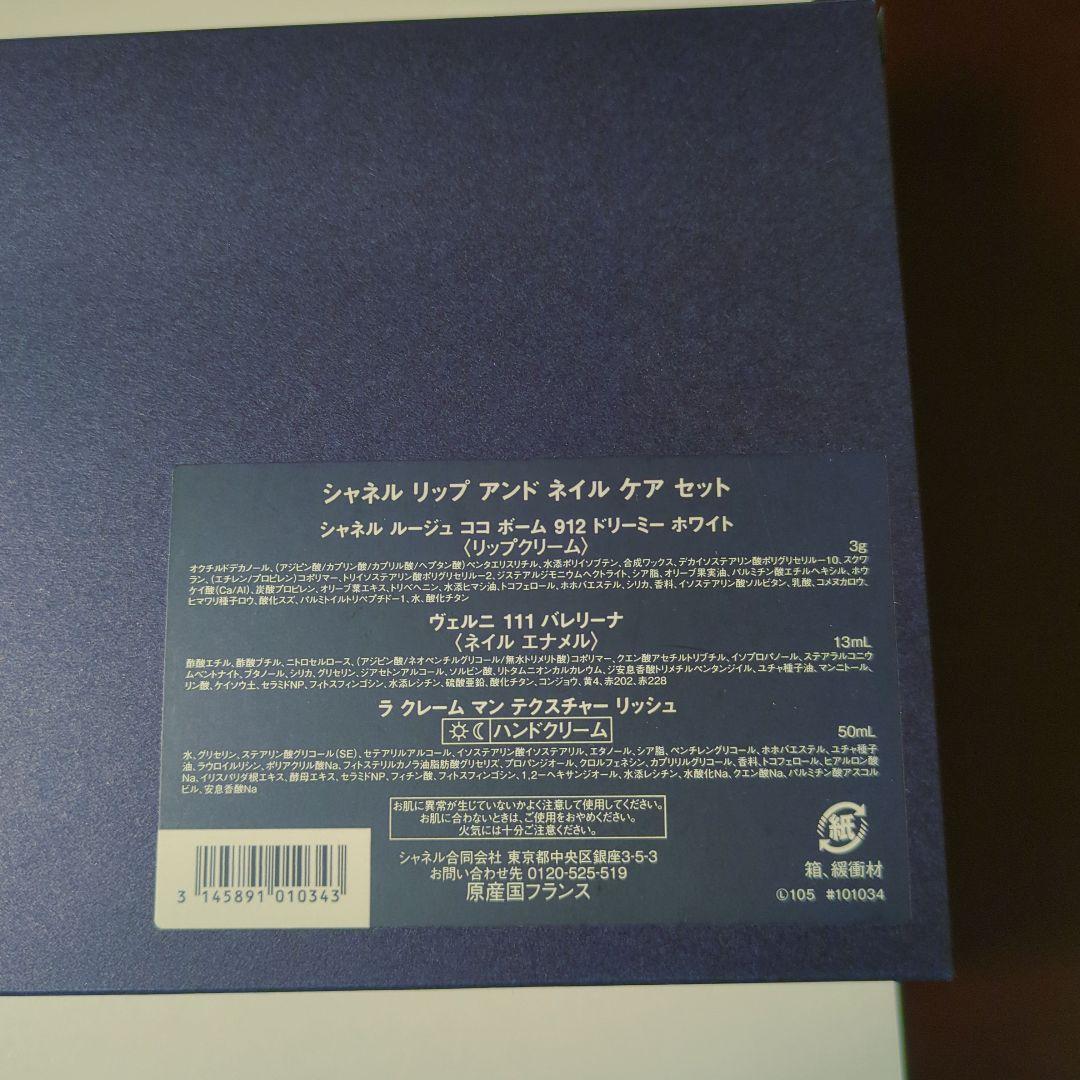 シャネル リップ アンド ネイル ケア セット
シャネル ルージュ ココ ボーム 912 ドリーミー ホワイト
〈リップクリーム〉 3g
オクチルドデカノール、(アジピン酸/カプリン酸/カプリル酸/ヘプタン酸)ペンタエリスリチル、水添ポリイソブテン、合成ワックス、デカイソステアリン酸ポリグリセリル-10、スクワ
ラン、(エチレン/プロピレン)コポリマー、トリイソステアリン酸ポリグリセリル-2、ジステアルジモニウムヘクトライト、シア脂、オリーブ果実油、パルミチン酸エチルヘキシル、ホウ
ケイ酸(Ca/Al)、炭酸プロピレン、オリーブ葉エキス、トリベヘニン、水添ヒマシ油、トコフェロール、ホホバエステル、シリカ、香料、イソステアリン酸ソルビタン、乳酸、コメヌカロウ、
ヒマワリ種子ロウ、酸化スズ、パルミトイルトリペプチド-1、水、酸化チタン
ヴェルニ 111 バレリーナ
〈ネイル エナメル〉 13mL
酢酸エチル、酢酸ブチル、ニトロセルロース、(アジピン酸/ネオペンチルグリコール/無水トリメリト酸)コポリマー、クエン酸アセチルトリブチル、イソプロパノール、ステアラルコニウ
ムベントナイト、ブタノール、シリカ、グリセリン、ジアセトンアルコール、ソルビン酸、リトタムニオンカルカレウム、ジ安息香酸トリメチルペンタンジイル、ユチャ種子油、マンニトール、
リン酸、ケイソウ土、セラミドNP、フィトスフィンゴシン、水添レシチン、硫酸亜鉛、酸化チタン、コンジョウ、黄4、赤202、赤228
ラ クレーム マン テクスチャー リッシュ
ハンドクリーム 50mL
水、グリセリン、ステアリン酸グリコール(SE)、セテアリルアルコール、イソステアリン酸イソステアリル、エタノール、シア脂、ペンチレングリコール、ホホバエステル、ユチャ種子
油、ラウロイルリシン、ポリアクリル酸Na、フィトステリルカノラ油脂肪酸グリセリズ、プロパンジオール、クロルフェネシン、カプリリルグリコール、香料、トコフェロール、ヒアルロン酸
Na、イリスパリダ根エキス、酵母エキス、セラミドNP、フィチン酸、フィトスフィンゴシン、1,2-ヘキサンジオール、水添レシチン、水酸化Na、クエン酸Na、パルミチン酸アスコル
ビル、安息香酸Na
お肌に異常が生じていないかよく注意して使用してください。
お肌に合わないときは、ご使用をおやめください。
火気には十分ご注意ください。
シャネル合同会社 東京都中央区銀座3-5-3
お問い合わせ先 0120-525-519
原産国フランス
紙
箱、緩衝材
Ⓛ105 #101034
3 145891 010343